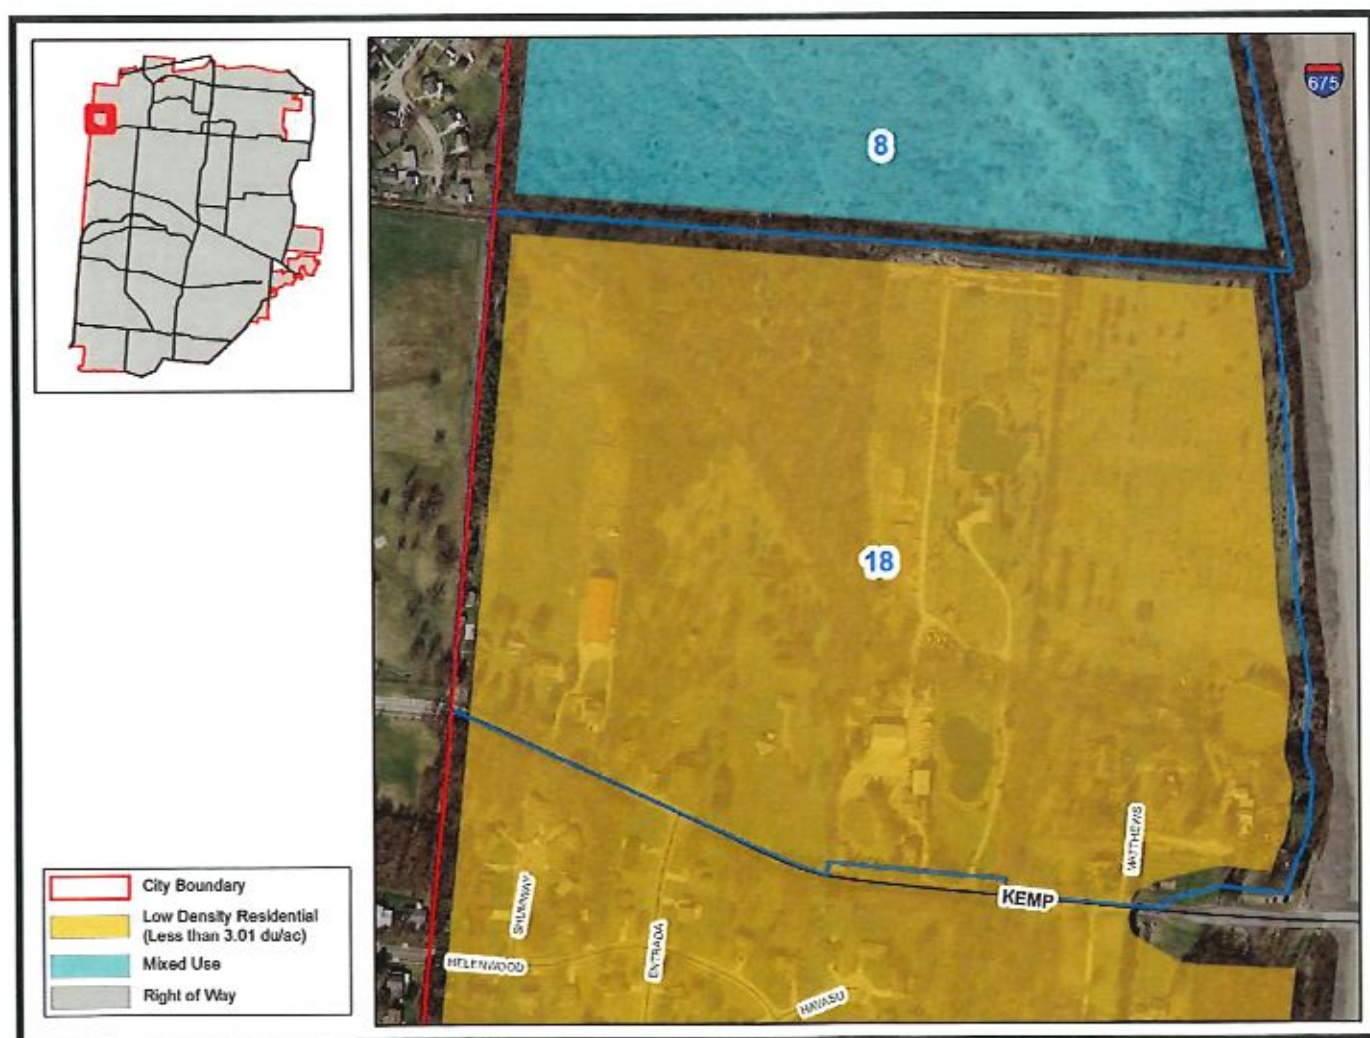 675
8
18
MATTHEWS
KEMP
SHUMWAY
ENTRADA
HELENWOOD
HAVASU
City Boundary
Low Density Residential
(Less than 3.01 du/ac)
Mixed Use
Right of Way